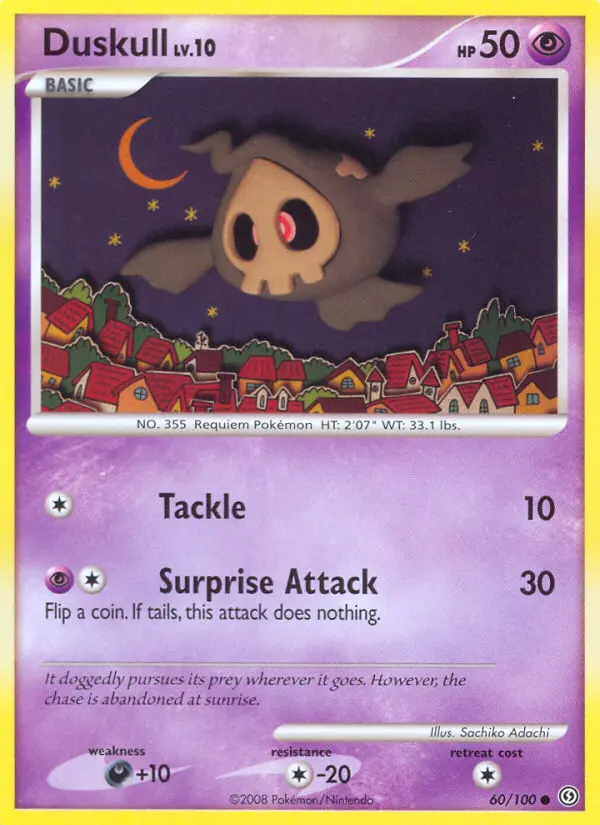 Duskull LV.10
HP 50
BASIC
NO. 355 Requiem Pokémon HT: 2'07" WT: 33.1 lbs.
Tackle 10
Surprise Attack 30
Flip a coin. If tails, this attack does nothing.
It doggedly pursues its prey wherever it goes. However, the
chase is abandoned at sunrise.
Illus. Sachiko Adachi
weakness resistance retreat cost
+10 -20
©2008 Pokémon/Nintendo 60/100